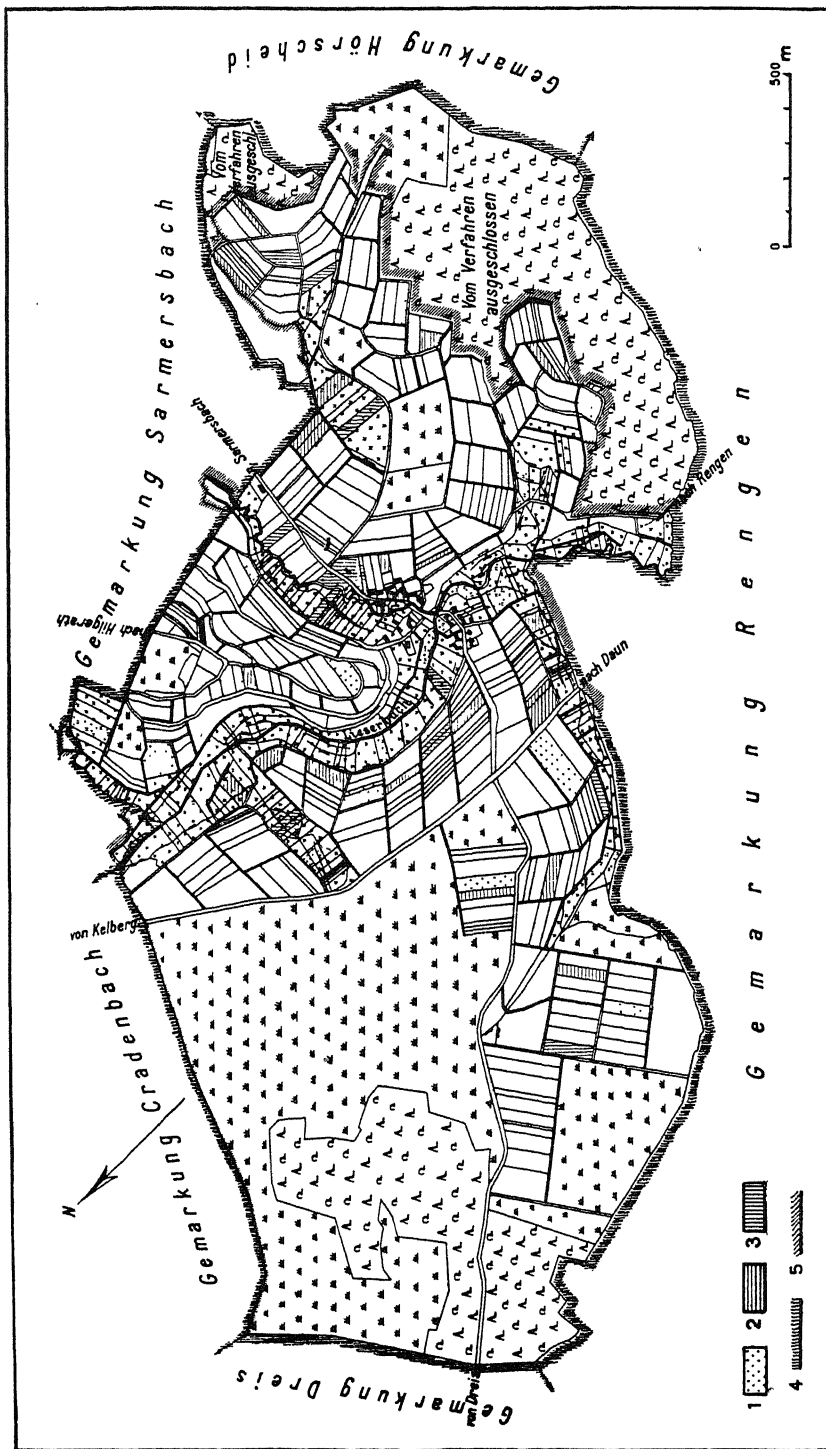 Gemarkung Hörscheid
Gemarkung Sarmersbach
Gemarkung Cradenbach
Gemarkung Dreis
Gemarkung Rengen
Vom
Verfahren
ausgeschl.
Vom Verfahren
ausgeschlossen
Sarmersbach
nach Hilgerath
von Kelberg
von Dreis
nach Daun
nach Rengen
Lieserbach
N
1
2
3
4
5
0
500 m